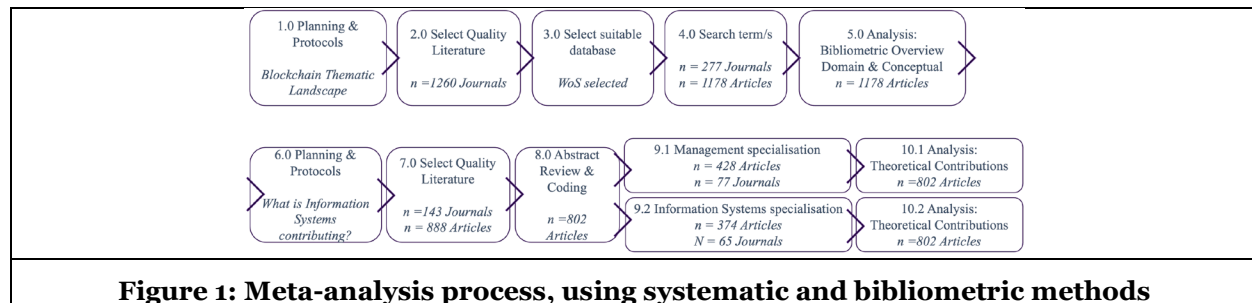 1.0 Planning &
Protocols
Blockchain Thematic
Landscape
2.0 Select Quality
Literature
n =1260 Journals
3.0 Select suitable
database
WoS selected
4.0 Search term/s
n = 277 Journals
n = 1178 Articles
5.0 Analysis:
Bibliometric Overview
Domain & Conceptual
n = 1178 Articles
6.0 Planning &
Protocols
What is Information
Systems
contributing?
7.0 Select Quality
Literature
n =143 Journals
n = 888 Articles
8.0 Abstract
Review &
Coding
n =802
Articles
9.1 Management specialisation
n = 428 Articles
n = 77 Journals
10.1 Analysis:
Theoretical Contributions
n =802 Articles
9.2 Information Systems specialisation
n = 374 Articles
N = 65 Journals
10.2 Analysis:
Theoretical Contributions
n =802 Articles
Figure 1: Meta-analysis process, using systematic and bibliometric methods